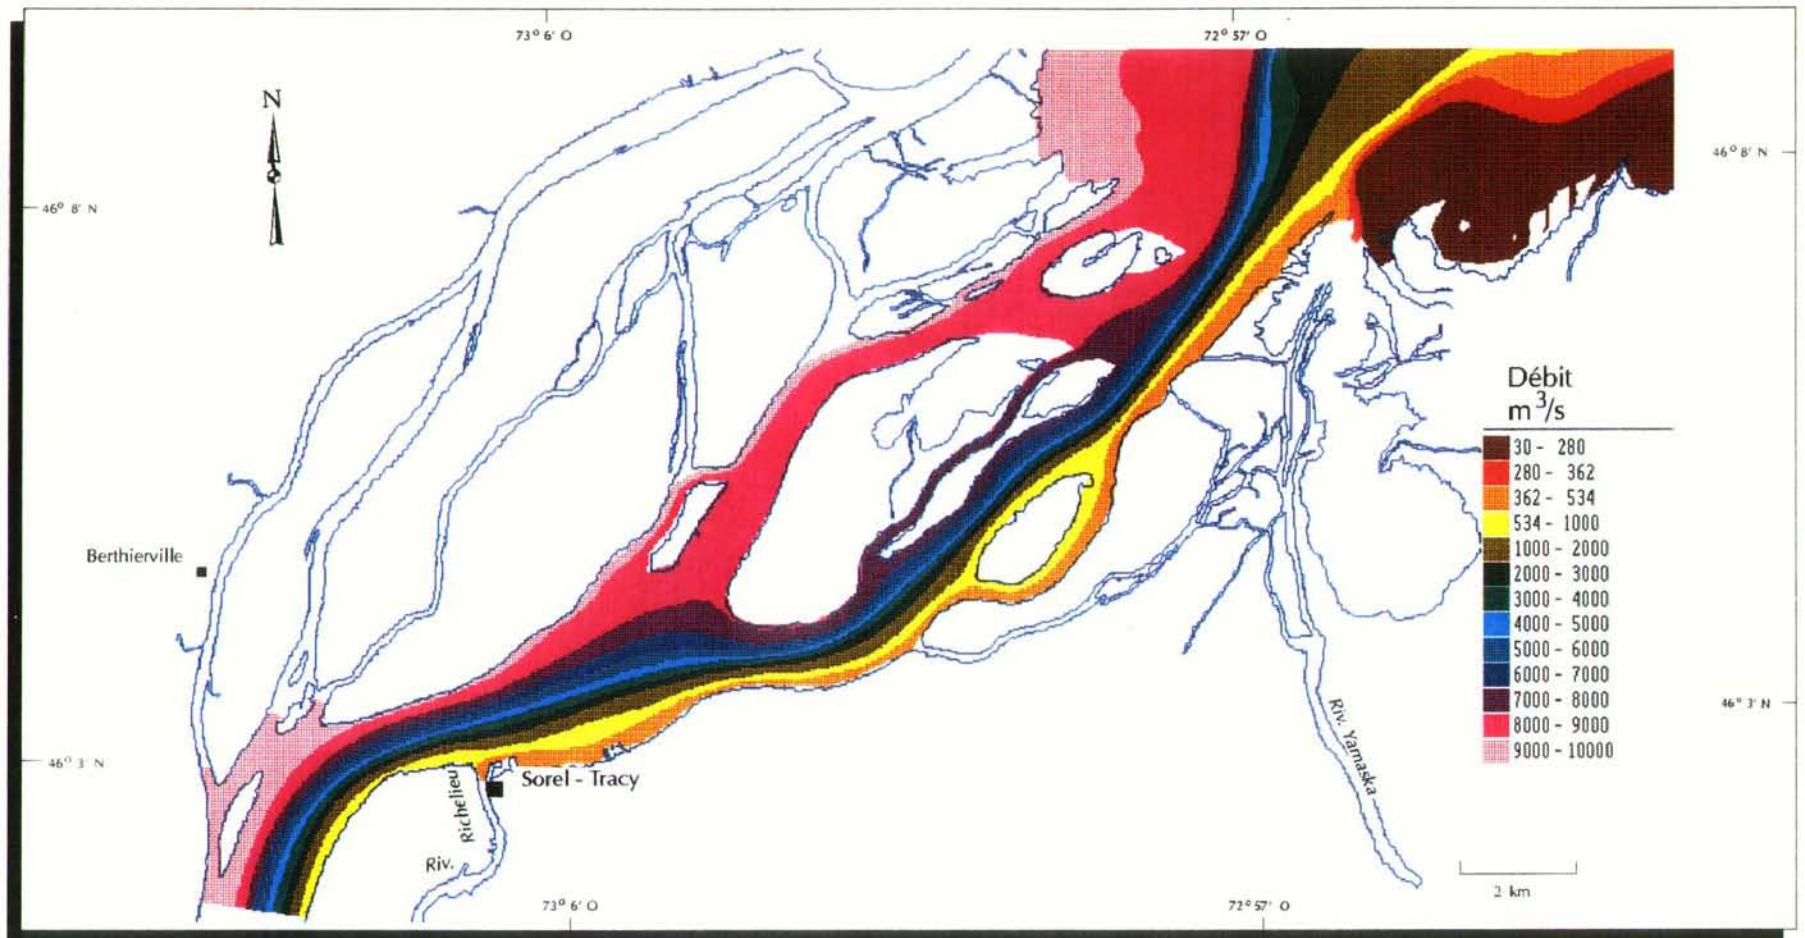 73° 6' O
72° 57' O
N
46° 8' N
46° 8' N
Débit
m³/s
30 - 280
280 - 362
362 - 534
534 - 1000
1000 - 2000
2000 - 3000
3000 - 4000
4000 - 5000
5000 - 6000
6000 - 7000
7000 - 8000
8000 - 9000
9000 - 10000
Berthierville
46° 3' N
46° 3' N
Sorel - Tracy
Riv. Richelieu
Riv. Yamaska
2 km
73° 6' O
72° 57' O